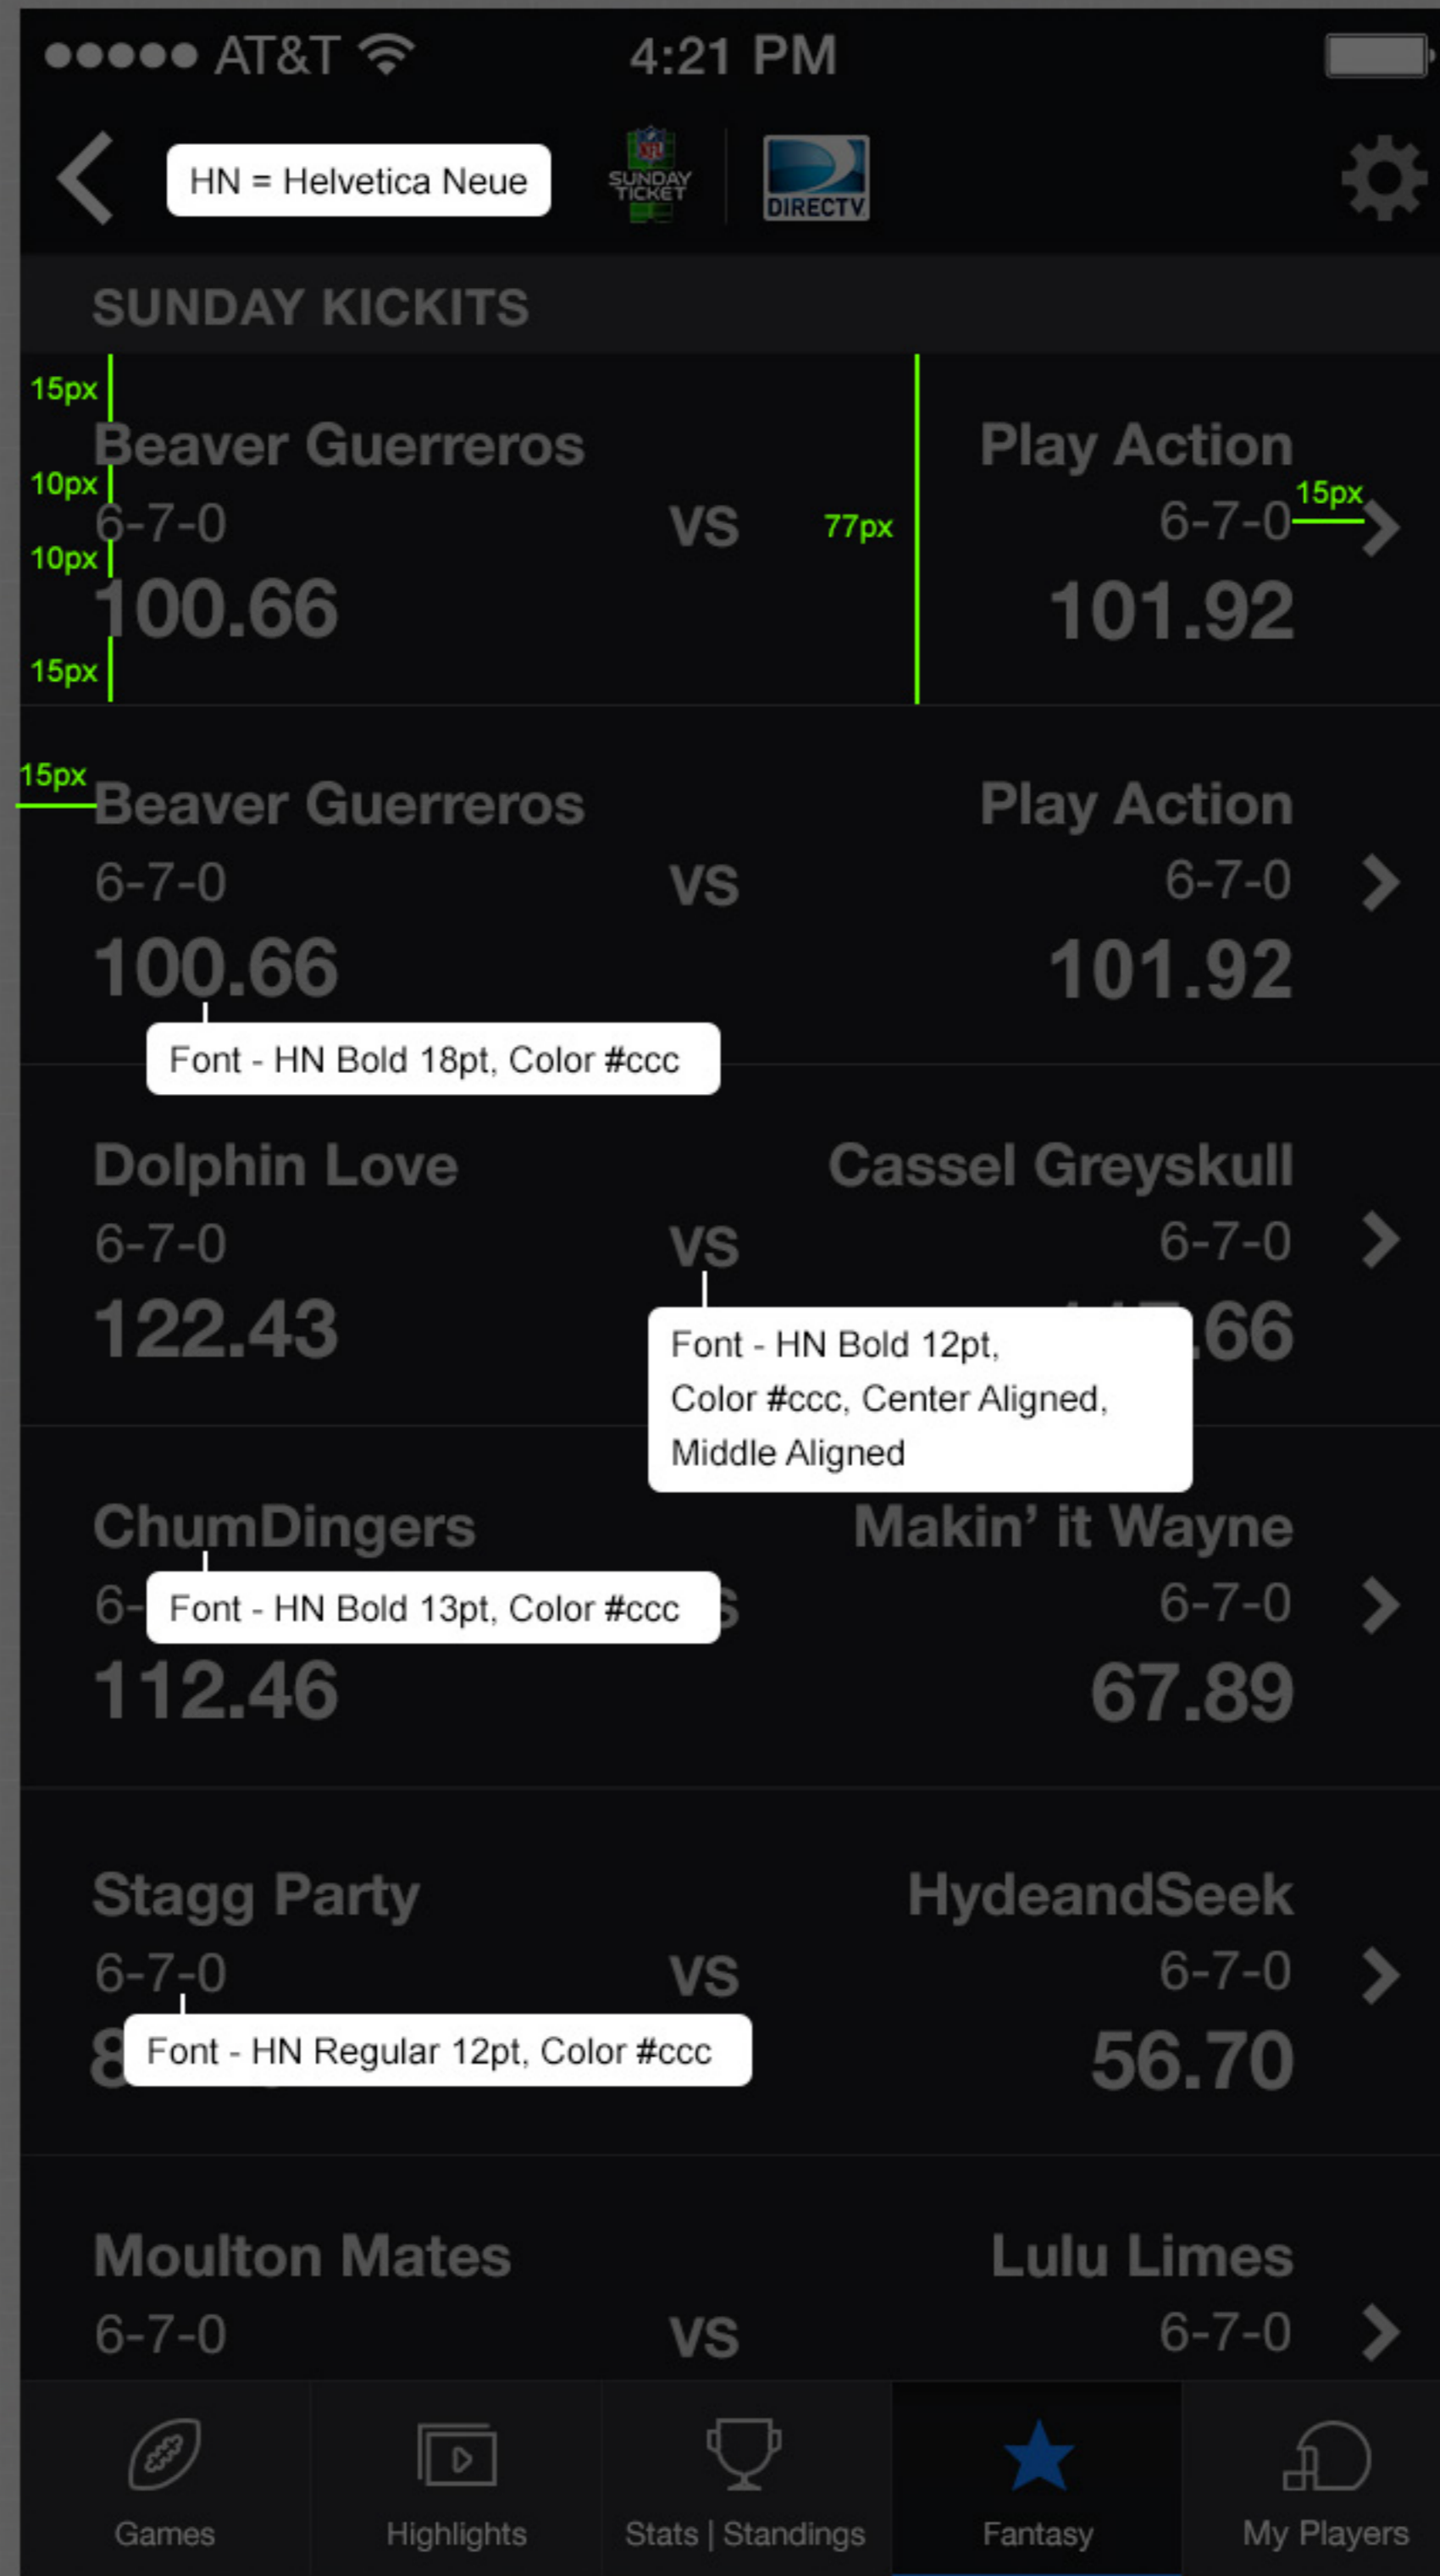 AT&T 4:21 PM
HN = Helvetica Neue
NFL
SUNDAY
TICKET
DIRECTV
SUNDAY KICKITS
15px
Beaver Guerreros Play Action
10px 15px
6-7-0 VS 77px 6-7-0
10px
100.66 101.92
15px
15px
Beaver Guerreros Play Action
6-7-0 VS 6-7-0
100.66 101.92
Font - HN Bold 18pt, Color #ccc
Dolphin Love Cassel Greyskull
6-7-0 VS 6-7-0
122.43 .66
Font - HN Bold 12pt,
Color #ccc, Center Aligned,
Middle Aligned
ChumDingers Makin’ it Wayne
6- 6-7-0
Font - HN Bold 13pt, Color #ccc
112.46 67.89
Stagg Party HydeandSeek
6-7-0 VS 6-7-0
Font - HN Regular 12pt, Color #ccc
56.70
Moulton Mates Lulu Limes
6-7-0 VS 6-7-0
Games Highlights Stats | Standings Fantasy My Players